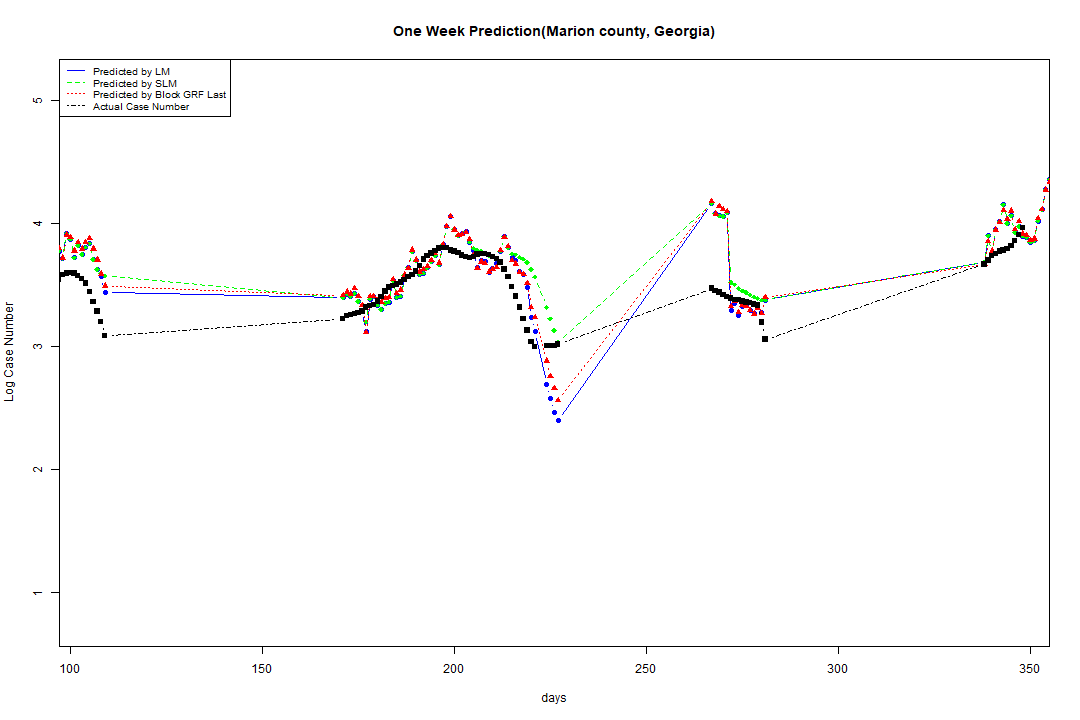 One Week Prediction(Marion county, Georgia)
Predicted by LM
Predicted by SLM
Predicted by Block GRF Last
Actual Case Number
5
4
3
2
1
Log Case Number
100 150 200 250 300 350
days